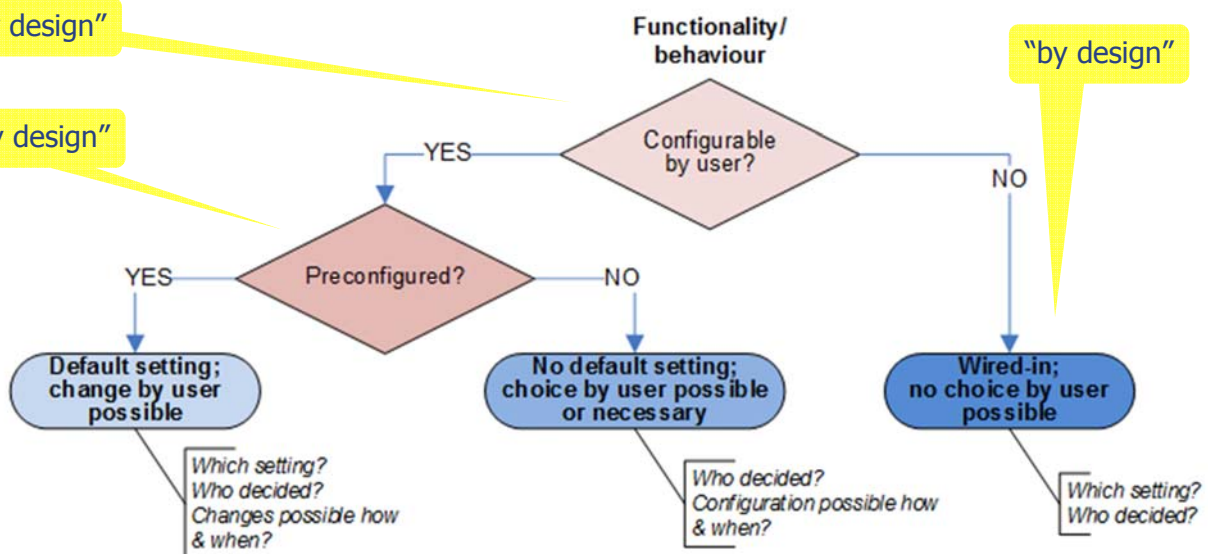 design”
Functionality/
behaviour
“by design”
design”
Configurable
by user?
YES
NO
Preconfigured?
YES
NO
Default setting;
change by user
possible
No default setting;
choice by user possible
or necessary
Wired-in;
no choice by user
possible
Which setting?
Who decided?
Changes possible how
& when?
Who decided?
Configuration possible how
& when?
Which setting?
Who decided?